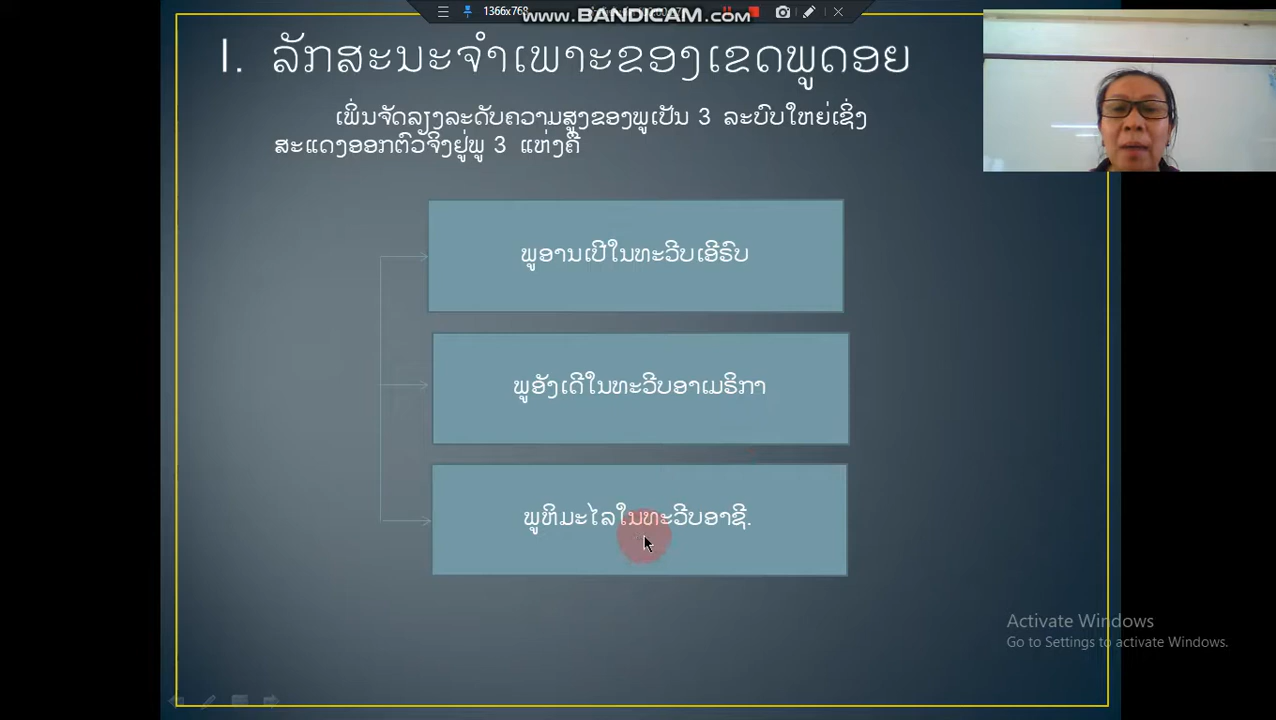 1366x768
www.BANDICAM.com
I. ລັກສະນະຈຳເພາະຂອງເຂດພູດອຍ
ເພິ່ນຈັດລຽງລະດັບຄວາມສູງຂອງພູເປັນ 3 ລະບົບໃຫຍ່ເຊິ່ງ
ສະແດງອອກຕົວຈິງຢູ່ພູ 3 ແຫ່ງຄື
ພູອານເປີໃນທະວີບເອີຣົບ
ພູອັງເດີໃນທະວີບອາເມຣິກາ
ພູຫິມະໄລໃນທະວີບອາຊີ.
Activate Windows
Go to Settings to activate Windows.